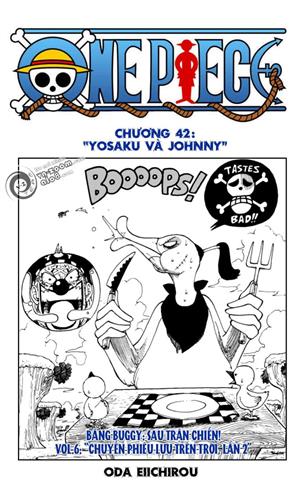 ONE PIECE
CHƯƠNG 42:
"YOSAKU VÀ JOHNNY"
BOOOOPS!
TASTES
BAD!!
BĂNG BUGGY: SAU TRẬN CHIẾN!
VOL.6: "CHUYẾN PHIÊU LƯU TRÊN TRỜI, LẦN 2"
ODA EIICHIROU